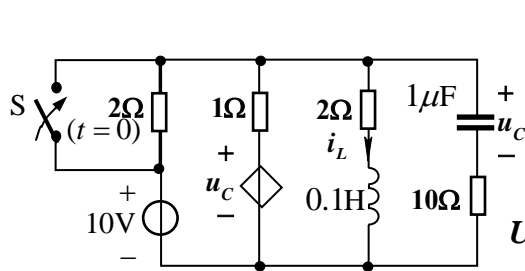 S
(t = 0)
2Ω
1Ω
2Ω
1μF
+
u_C
−
+
u_C
−
i_L
0.1H
10Ω
+
10V
−
U